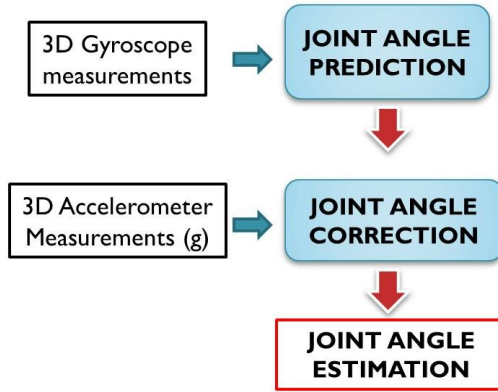 3D Gyroscope
measurements
JOINT ANGLE
PREDICTION
3D Accelerometer
Measurements (g)
JOINT ANGLE
CORRECTION
JOINT ANGLE
ESTIMATION